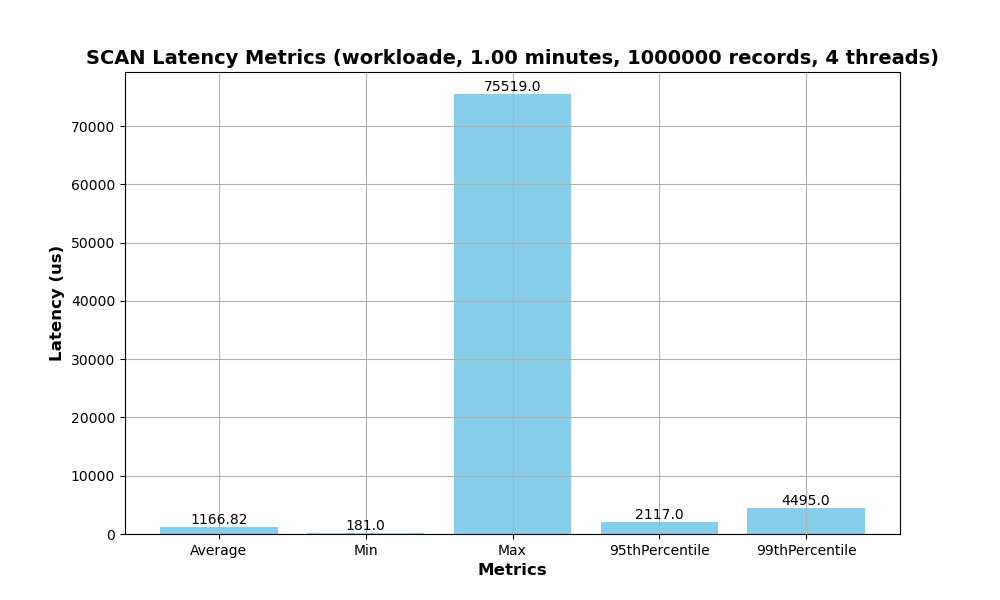 SCAN Latency Metrics (workloade, 1.00 minutes, 1000000 records, 4 threads)
Latency (us)
70000
60000
50000
40000
30000
20000
10000
0
1166.82
181.0
75519.0
2117.0
4495.0
Average
Min
Max
95thPercentile
99thPercentile
Metrics